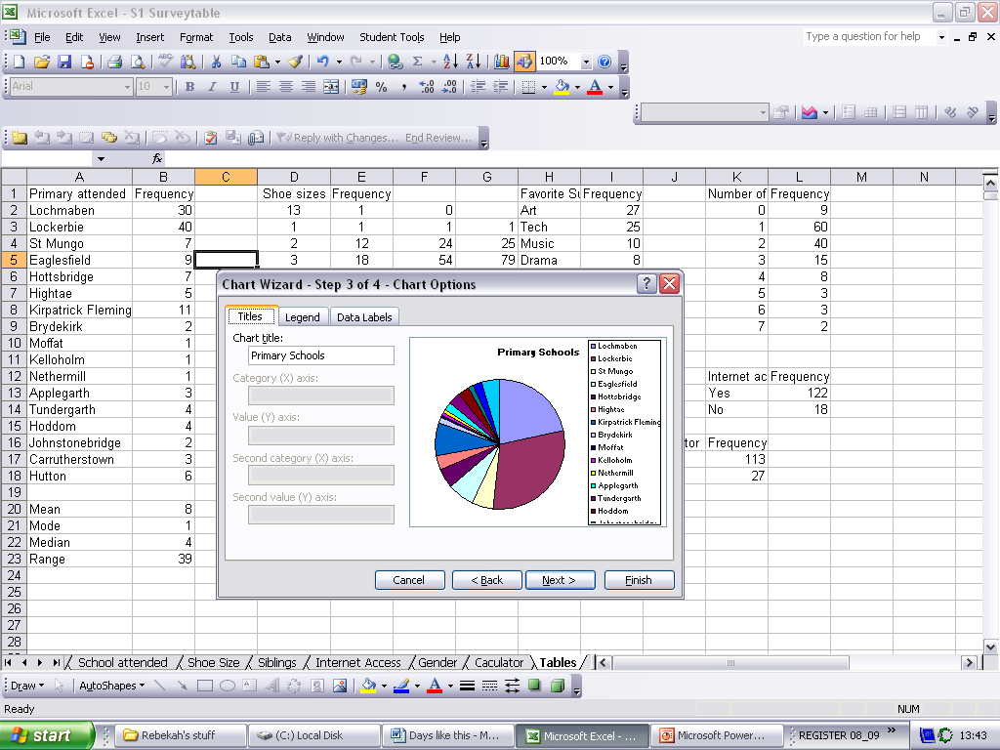 Microsoft Excel - S1 Surveytable
File Edit View Insert Format Tools Data Window Student Tools Help Type a question for help
100%
Arial 10 B I U
Reply with Changes... End Review...
fx
A B C D E F G H I J K L M N
1 Primary attended Frequency Shoe sizes Frequency Favorite Su Frequency Number of Frequency
2 Lochmaben 30 13 1 0 Art 27 0 9
3 Lockerbie 40 1 1 1 1 Tech 25 1 60
4 St Mungo 7 2 12 24 25 Music 10 2 40
5 Eaglesfield 9 3 18 54 79 Drama 8 3 15
6 Hottsbridge 7 4 8
7 Hightae 5 5 3
8 Kirpatrick Fleming 11 6 3
9 Brydekirk 2 7 2
10 Moffat 1
11 Kelloholm 1
12 Nethermill 1 Internet ac Frequency
13 Applegarth 3 Yes 122
14 Tundergarth 4 No 18
15 Hoddom 4
16 Johnstonebridge 2 tor Frequency
17 Carrutherstown 3 113
18 Hutton 6 27
19
20 Mean 8
21 Mode 1
22 Median 4
23 Range 39
24
25
26
27
28
Chart Wizard - Step 3 of 4 - Chart Options
Titles Legend Data Labels
Chart title:
Primary Schools
Category (X) axis:
Value (Y) axis:
Second category (X) axis:
Second value (Y) axis:
Primary Schools
Lochmaben
Lockerbie
St Mungo
Eaglesfield
Hottsbridge
Hightae
Kirpatrick Fleming
Brydekirk
Moffat
Kelloholm
Nethermill
Applegarth
Tundergarth
Hoddom
Cancel < Back Next > Finish
School attended Shoe Size Siblings Internet Access Gender Caculator Tables
Draw AutoShapes A
Ready NUM
start Rebekah's stuff (C:) Local Disk Days like this - M... Microsoft Excel - ... Microsoft Power... REGISTER 08_09 » 13:43